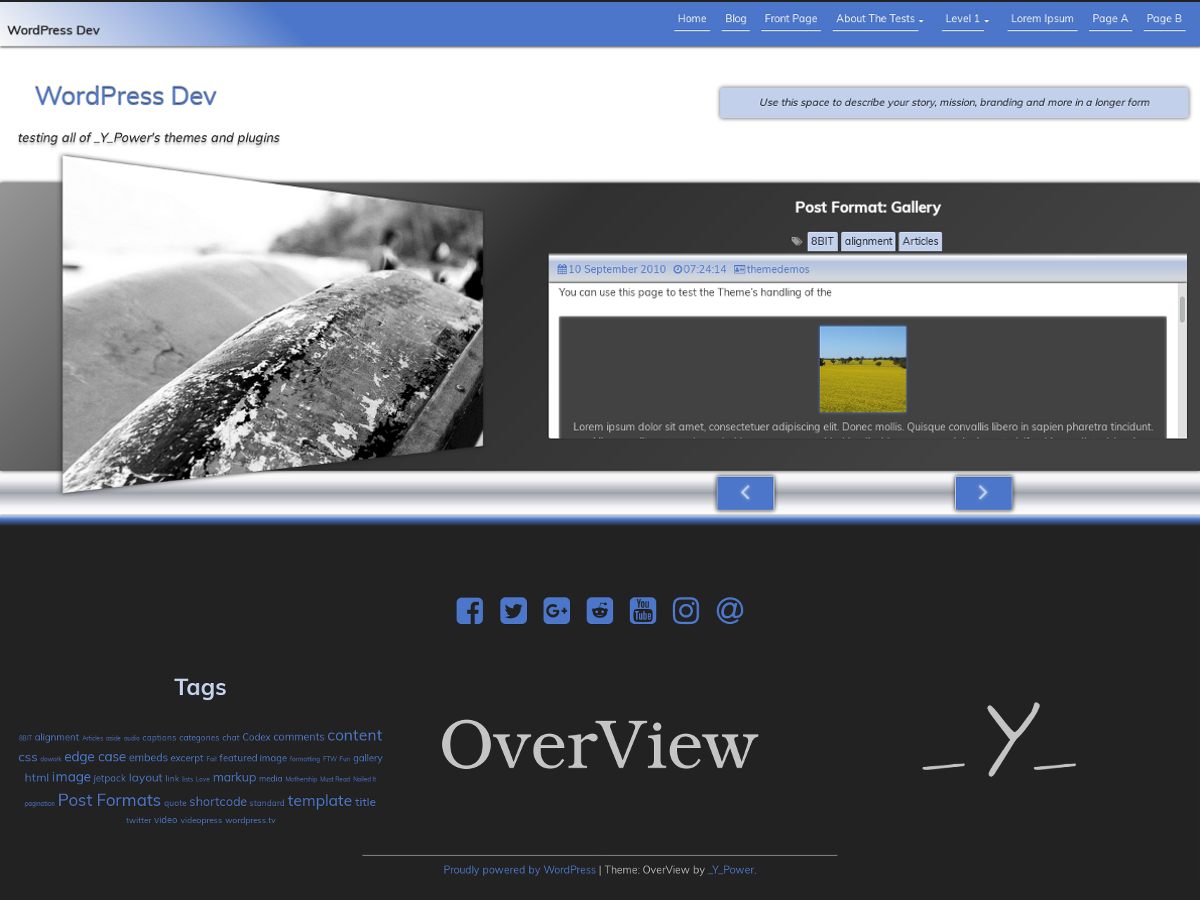 WordPress Dev
Home Blog Front Page About The Tests Level 1 Lorem Ipsum Page A Page B
WordPress Dev
Use this space to describe your story, mission, branding and more in a longer form
testing all of _Y_Power's themes and plugins
Post Format: Gallery
8BIT alignment Articles
10 September 2010 07:24:14 themedemos
You can use this page to test the Theme's handling of the
Lorem ipsum dolor sit amet, consectetuer adipiscing elit. Donec mollis. Quisque convallis libero in sapien pharetra tincidunt.
You Tube
Tags
8BIT alignment Articles aside audio captions categories chat Codex comments content
css dowork edge case embeds excerpt Fail featured image formatting FTW Fun gallery
html image jetpack layout link lists Love markup media Mothership Must Read Nailed It
pagination Post Formats quote shortcode standard template title
twitter video videopress wordpress.tv
OverView
_Y_
Proudly powered by WordPress | Theme: OverView by _Y_Power.